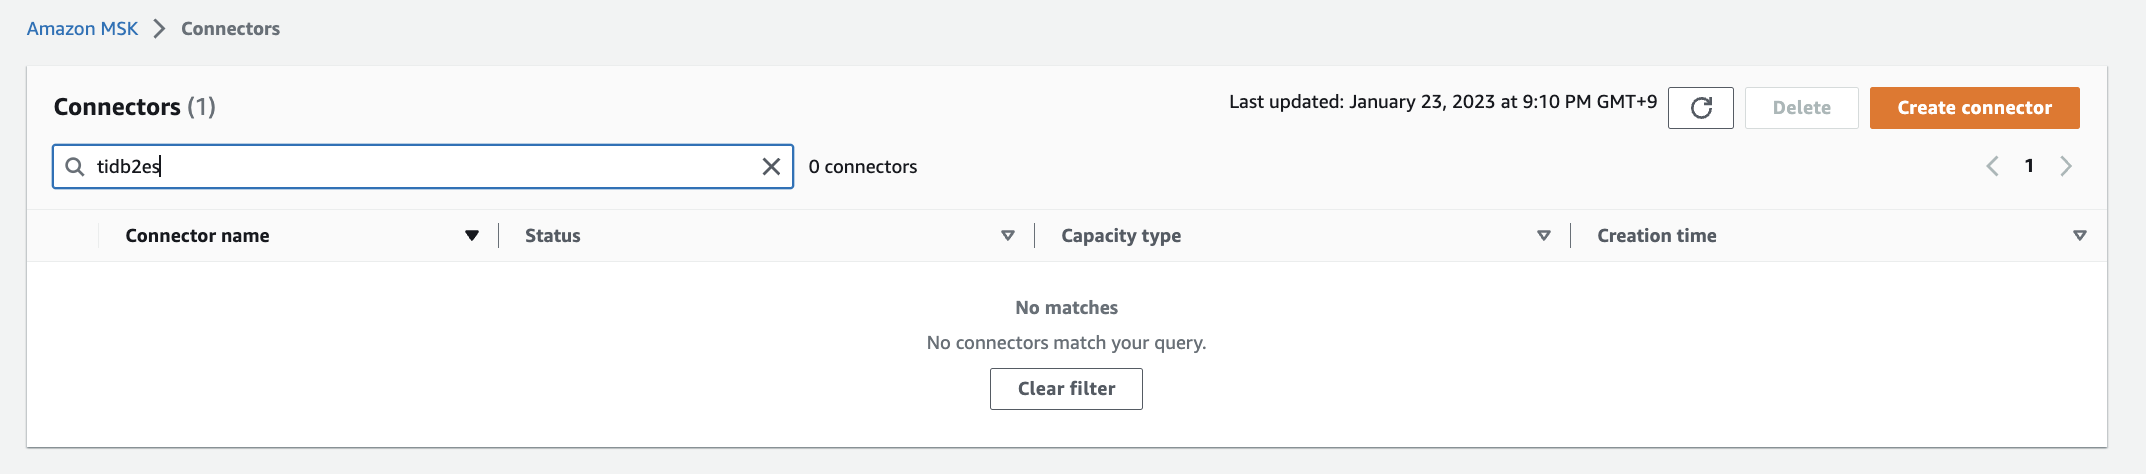 Amazon MSK > Connectors
Connectors (1)
Last updated: January 23, 2023 at 9:10 PM GMT+9
Delete
Create connector
tidb2es
0 connectors
1
Connector name
Status
Capacity type
Creation time
No matches
No connectors match your query.
Clear filter